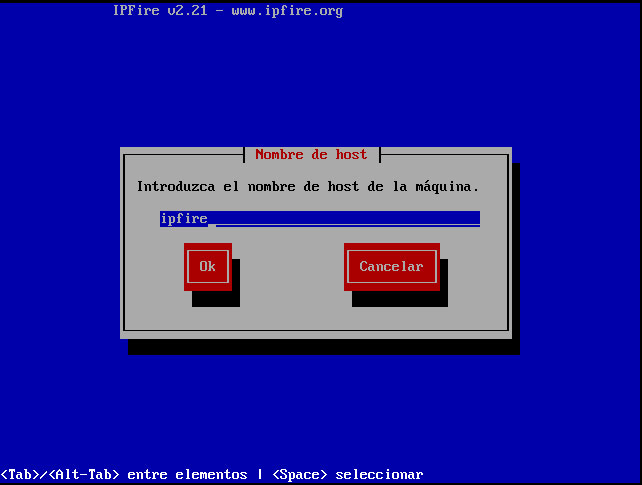 IPFire v2.21 - www.ipfire.org
Nombre de host
Introduzca el nombre de host de la máquina.
ipfire
Ok Cancelar
<Tab>/<Alt-Tab> entre elementos | <Space> seleccionar